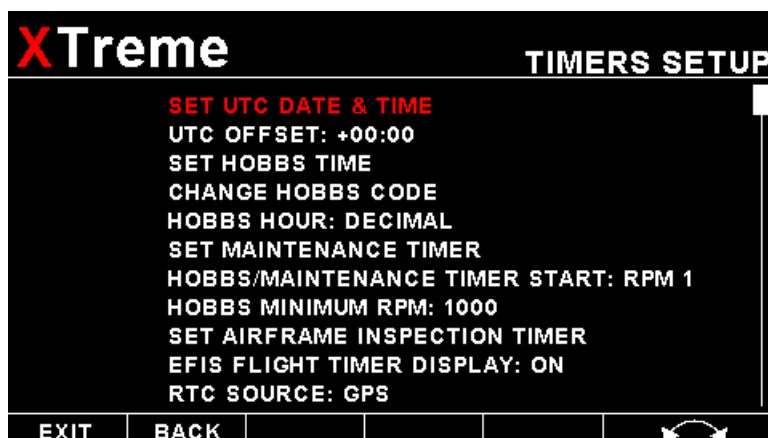 XTreme
TIMERS SETUP
SET UTC DATE & TIME
UTC OFFSET: +00:00
SET HOBBS TIME
CHANGE HOBBS CODE
HOBBS HOUR: DECIMAL
SET MAINTENANCE TIMER
HOBBS/MAINTENANCE TIMER START: RPM 1
HOBBS MINIMUM RPM: 1000
SET AIRFRAME INSPECTION TIMER
EFIS FLIGHT TIMER DISPLAY: ON
RTC SOURCE: GPS
EXIT BACK